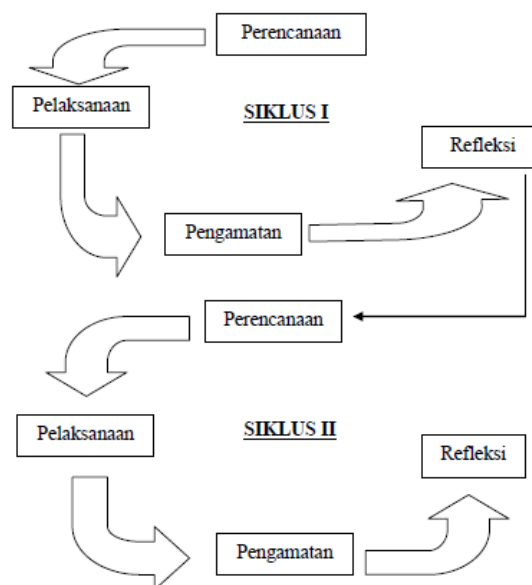 Perencanaan
Pelaksanaan
SIKLUS I
Refleksi
Pengamatan
Perencanaan
Pelaksanaan
SIKLUS II
Refleksi
Pengamatan